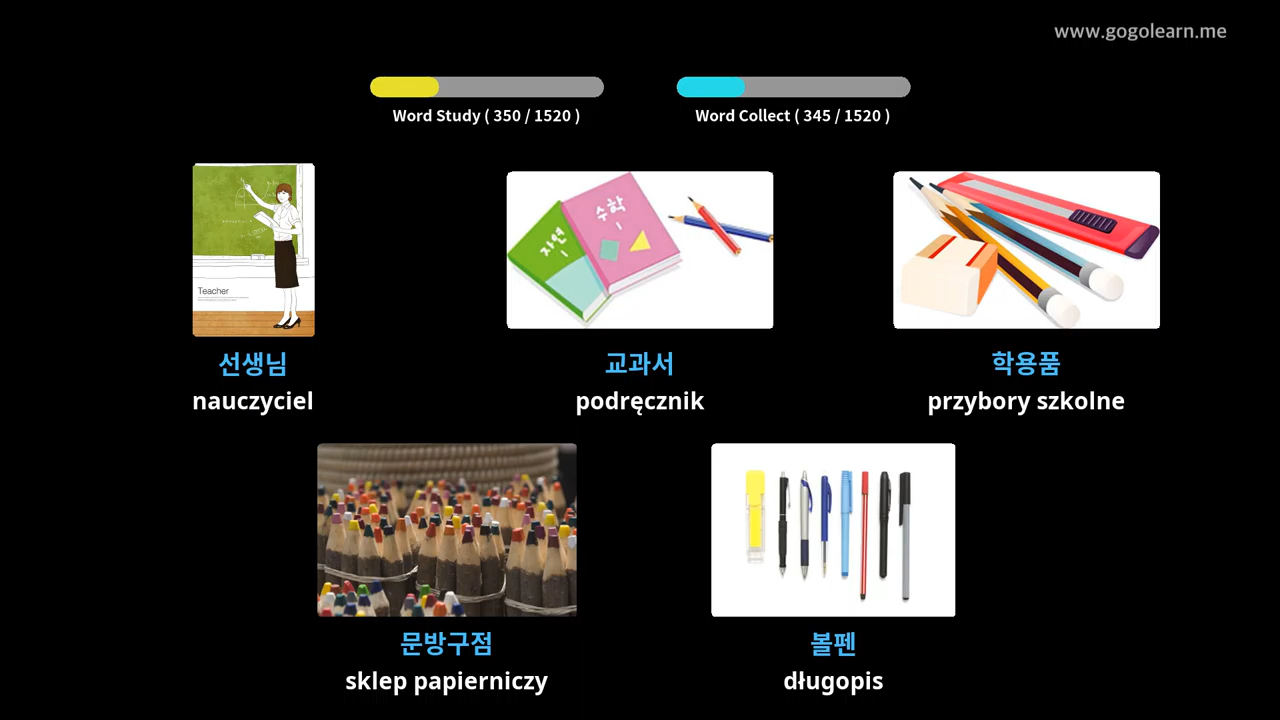 www.gogolearn.me
Word Study ( 350 / 1520 )
Word Collect ( 345 / 1520 )
Teacher
자연
수학
선생님
nauczyciel
교과서
podręcznik
학용품
przybory szkolne
문방구점
sklep papierniczy
볼펜
długopis